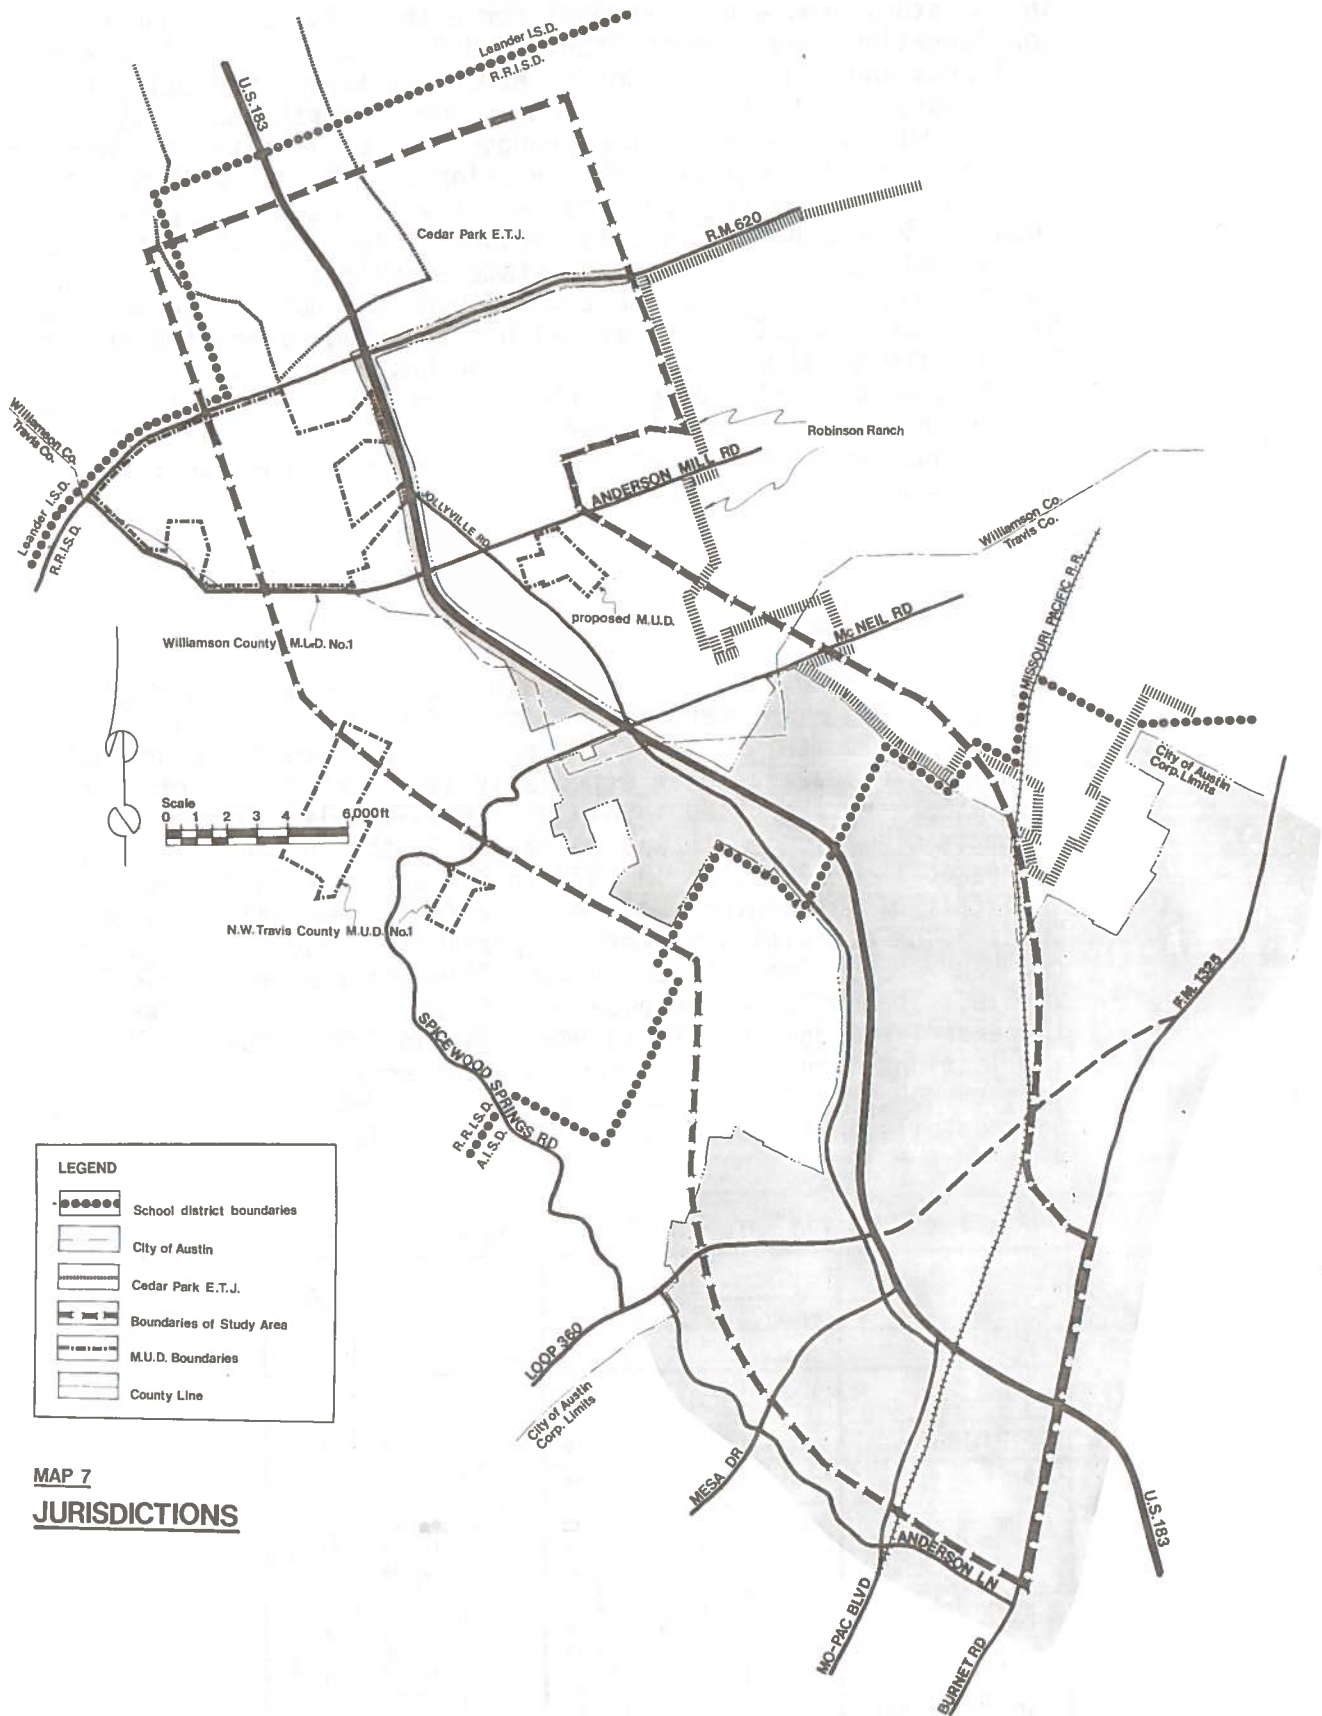 Leander I.S.D.
R.R.I.S.D.
U.S.183
Cedar Park E.T.J.
R.M.620
Williamson Co.
Travis Co.
Robinson Ranch
ANDERSON MILL RD
Leander I.S.D.
R.R.I.S.D.
JOLLYVILLE RD
Williamson Co.
Travis Co.
MISSOURI PACIFIC R.R.
proposed M.U.D.
McNEIL RD
Williamson County M.U.D. No.1
City of Austin
Corp. Limits
Scale
0 1 2 3 4 6,000ft
N.W. Travis County M.U.D. No.1
F.M. 1325
SPICEWOOD SPRINGS RD
R.R.I.S.D.
A.I.S.D.
LEGEND
School district boundaries
City of Austin
Cedar Park E.T.J.
Boundaries of Study Area
M.U.D. Boundaries
County Line
LOOP 360
City of Austin
Corp. Limits
MESA DR
MAP 7
JURISDICTIONS
U.S.183
ANDERSON LN
MO-PAC BLVD
BURNET RD